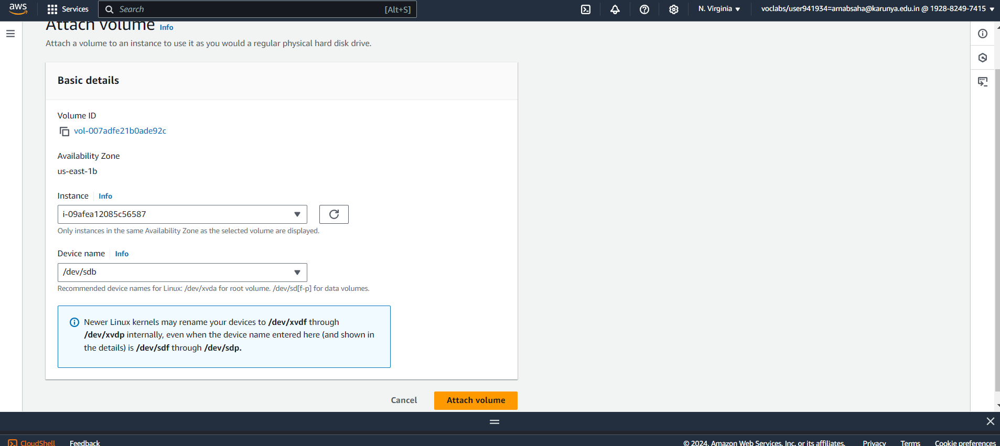 aws
Services
Search
[Alt+S]
N. Virginia
voclabs/user941934=arnabsaha@karunya.edu.in @ 1928-8249-7415
Attach volume Info
Attach a volume to an instance to use it as you would a regular physical hard disk drive.
Basic details
Volume ID
vol-007adfe21b0ade92c
Availability Zone
us-east-1b
Instance Info
i-09afea12085c56587
Only instances in the same Availability Zone as the selected volume are displayed.
Device name Info
/dev/sdb
Recommended device names for Linux: /dev/xvda for root volume. /dev/sd[f-p] for data volumes.
Newer Linux kernels may rename your devices to /dev/xvdf through
/dev/xvdp internally, even when the device name entered here (and shown in
the details) is /dev/sdf through /dev/sdp.
Cancel
Attach volume
CloudShell
Feedback
© 2024, Amazon Web Services, Inc. or its affiliates.
Privacy
Terms
Cookie preferences